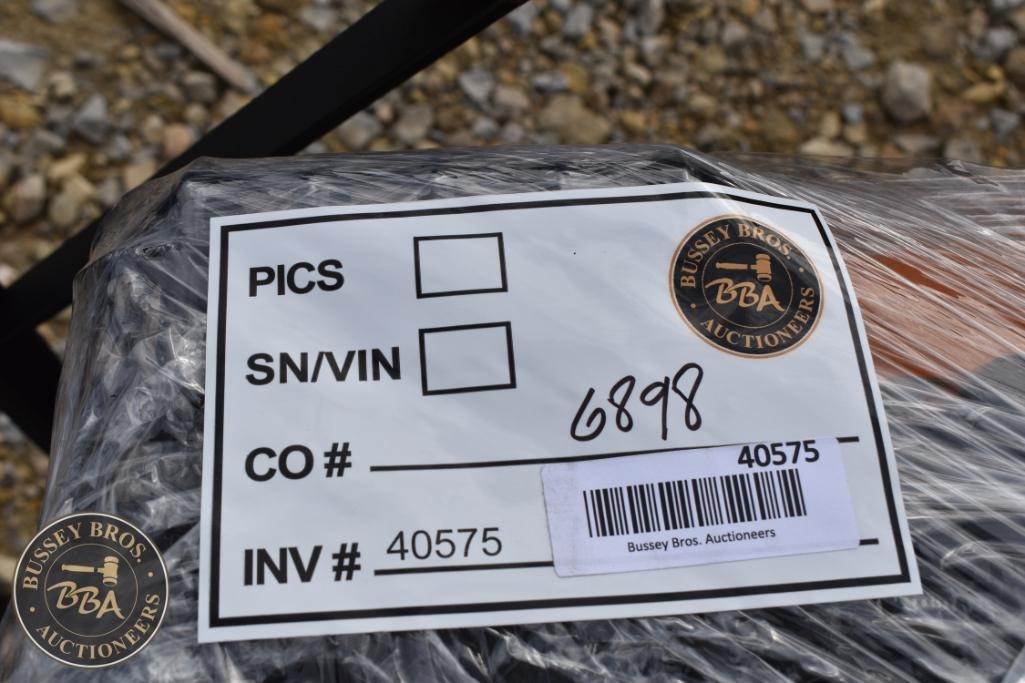 PICS
BUSSEY BROS.
BBA
AUCTIONEERS
SN/VIN
CO # 6898
40575
INV # 40575
Bussey Bros. Auctioneers
BUSSEY BROS.
BBA
AUCTIONEERS